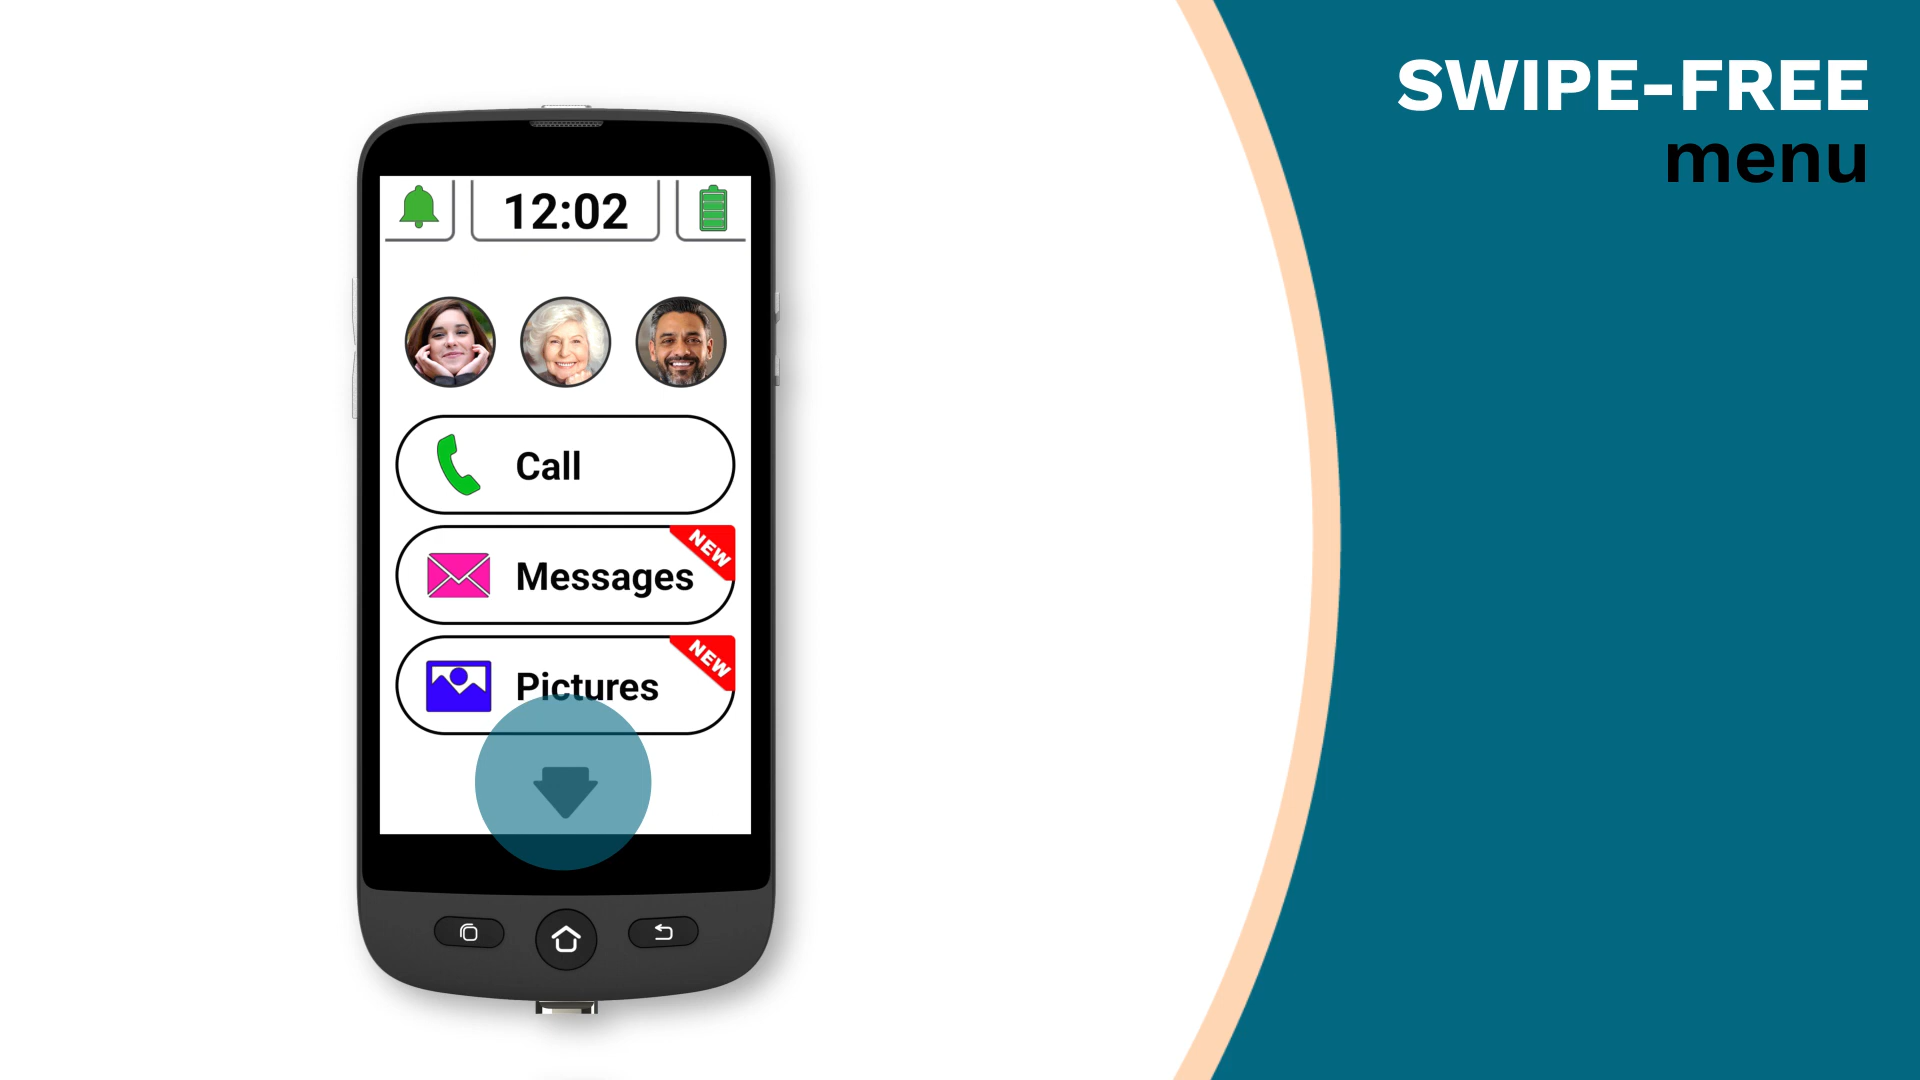 SWIPE-FREE
menu
12:02
Call
Messages
NEW
Pictures
NEW